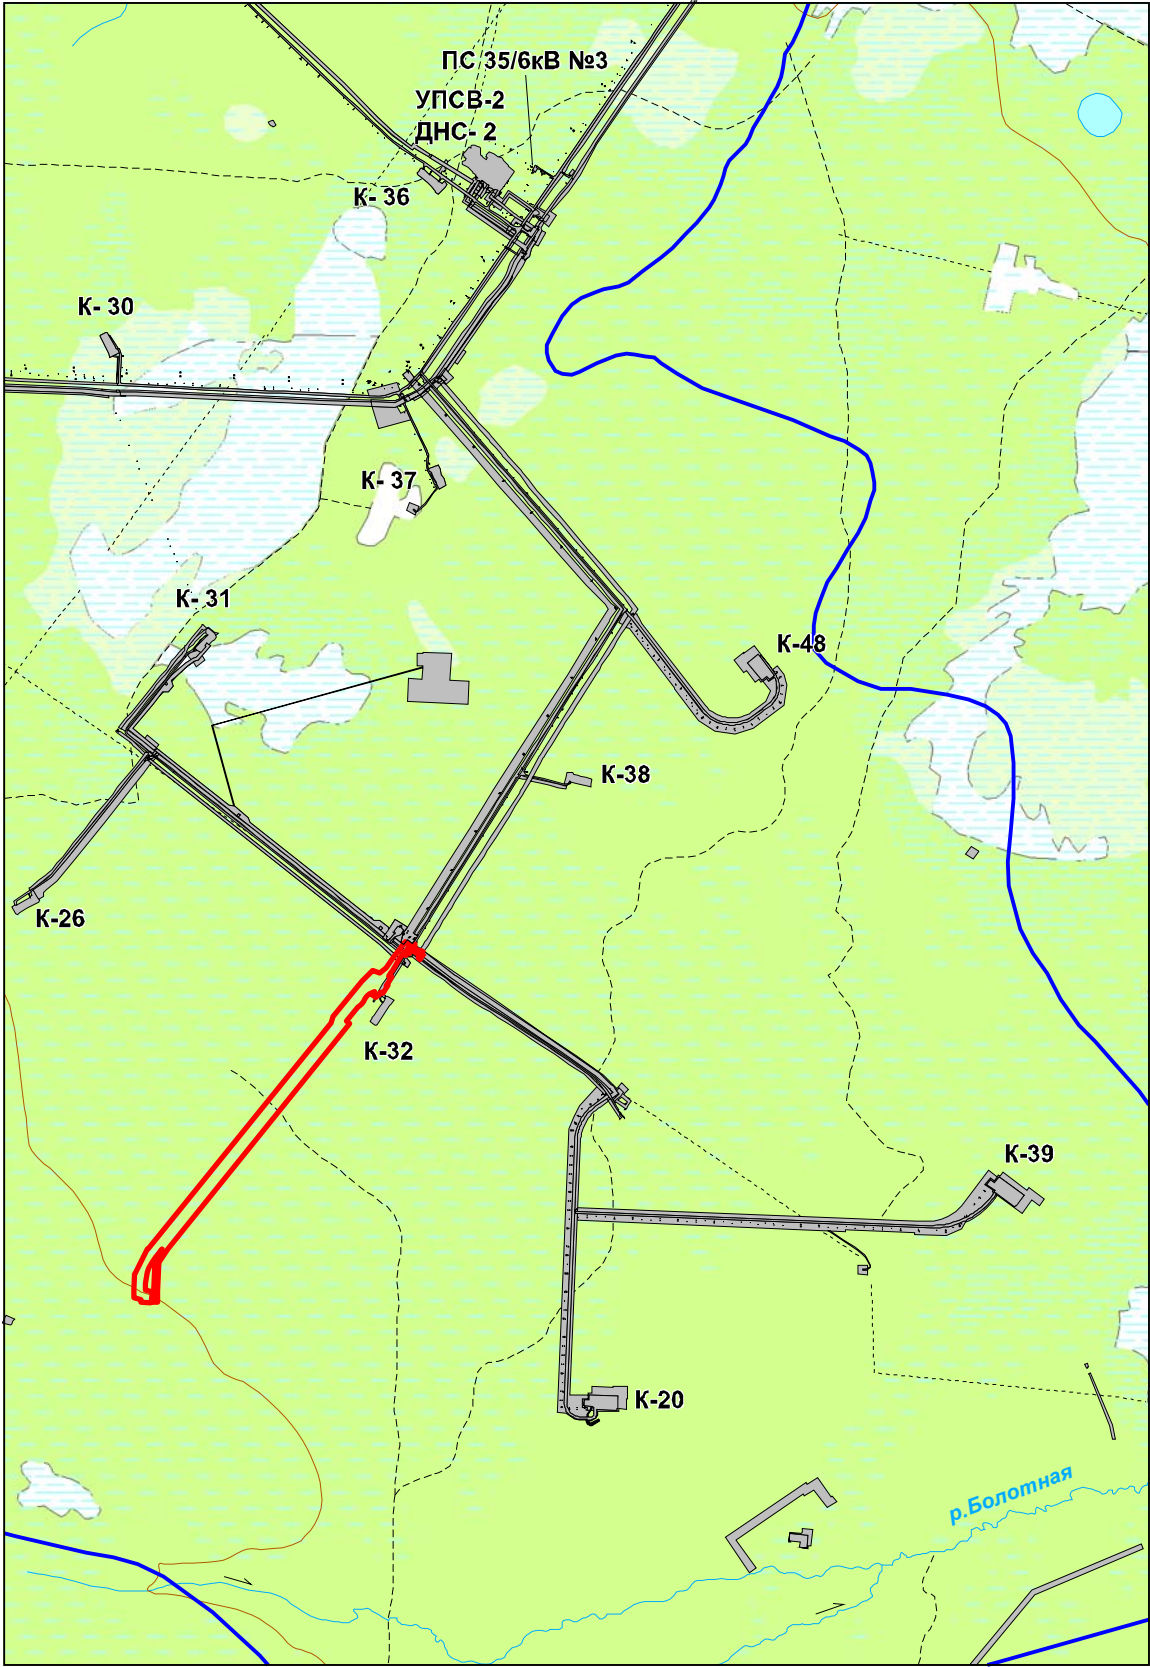 ПС 35/6кВ №3
УПСВ-2
ДНС- 2
К- 36
К- 30
К- 37
К- 31
К-48
К-38
К-26
К-32
К-39
К-20
р.Болотная